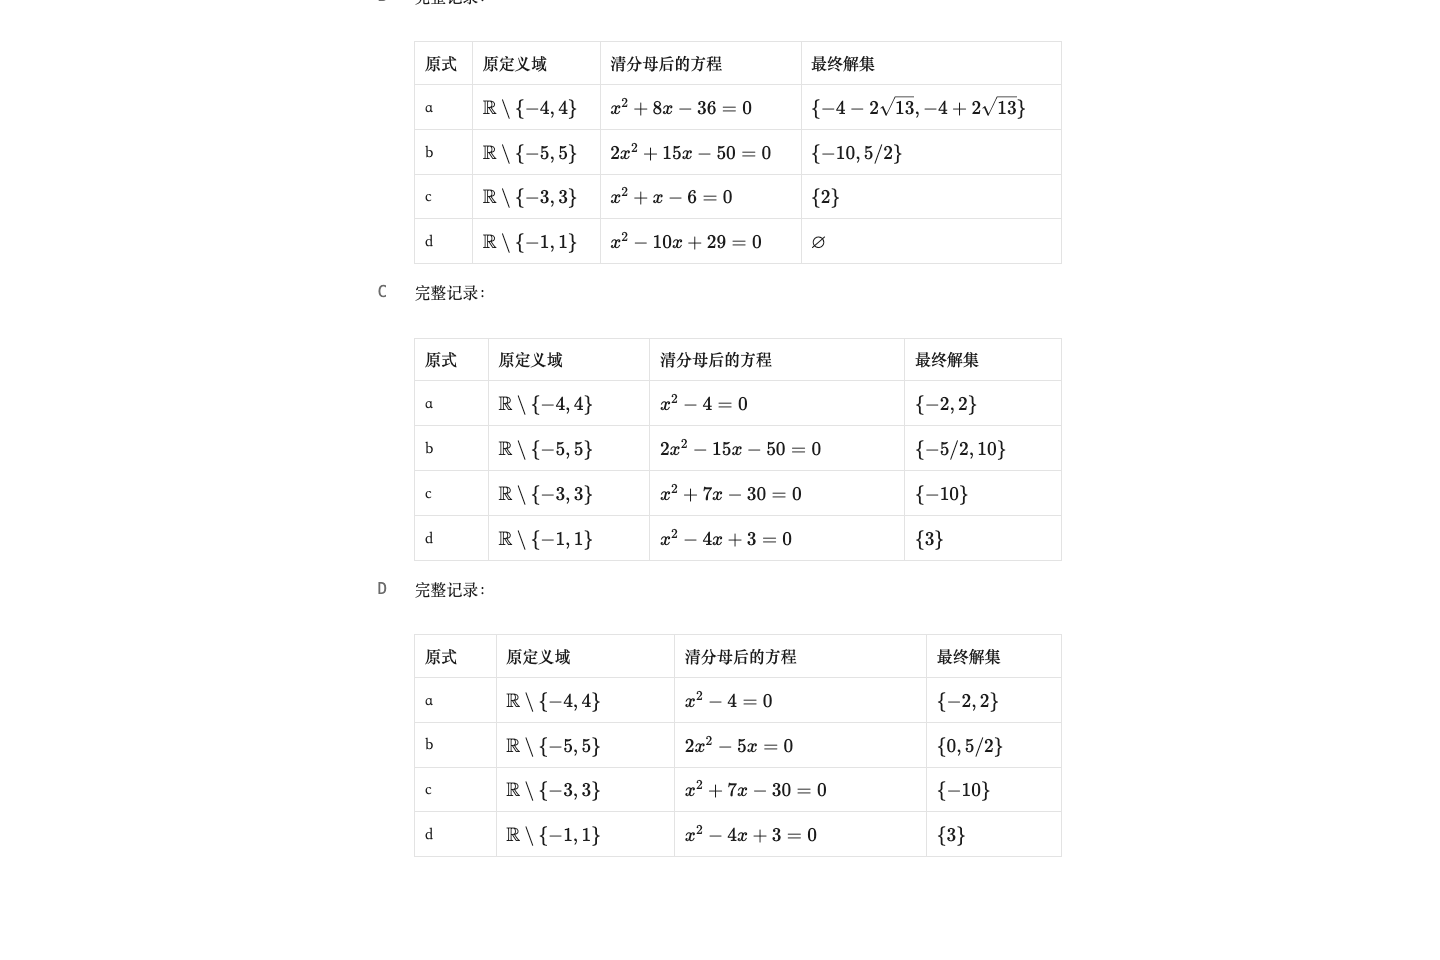 完整记录：
原式 原定义域 清分母后的方程 最终解集
a ℝ \ {−4, 4} x² + 8x − 36 = 0 {−4 − 2√13, −4 + 2√13}
b ℝ \ {−5, 5} 2x² + 15x − 50 = 0 {−10, 5/2}
c ℝ \ {−3, 3} x² + x − 6 = 0 {2}
d ℝ \ {−1, 1} x² − 10x + 29 = 0 ∅
C 完整记录：
原式 原定义域 清分母后的方程 最终解集
a ℝ \ {−4, 4} x² − 4 = 0 {−2, 2}
b ℝ \ {−5, 5} 2x² − 15x − 50 = 0 {−5/2, 10}
c ℝ \ {−3, 3} x² + 7x − 30 = 0 {−10}
d ℝ \ {−1, 1} x² − 4x + 3 = 0 {3}
D 完整记录：
原式 原定义域 清分母后的方程 最终解集
a ℝ \ {−4, 4} x² − 4 = 0 {−2, 2}
b ℝ \ {−5, 5} 2x² − 5x = 0 {0, 5/2}
c ℝ \ {−3, 3} x² + 7x − 30 = 0 {−10}
d ℝ \ {−1, 1} x² − 4x + 3 = 0 {3}